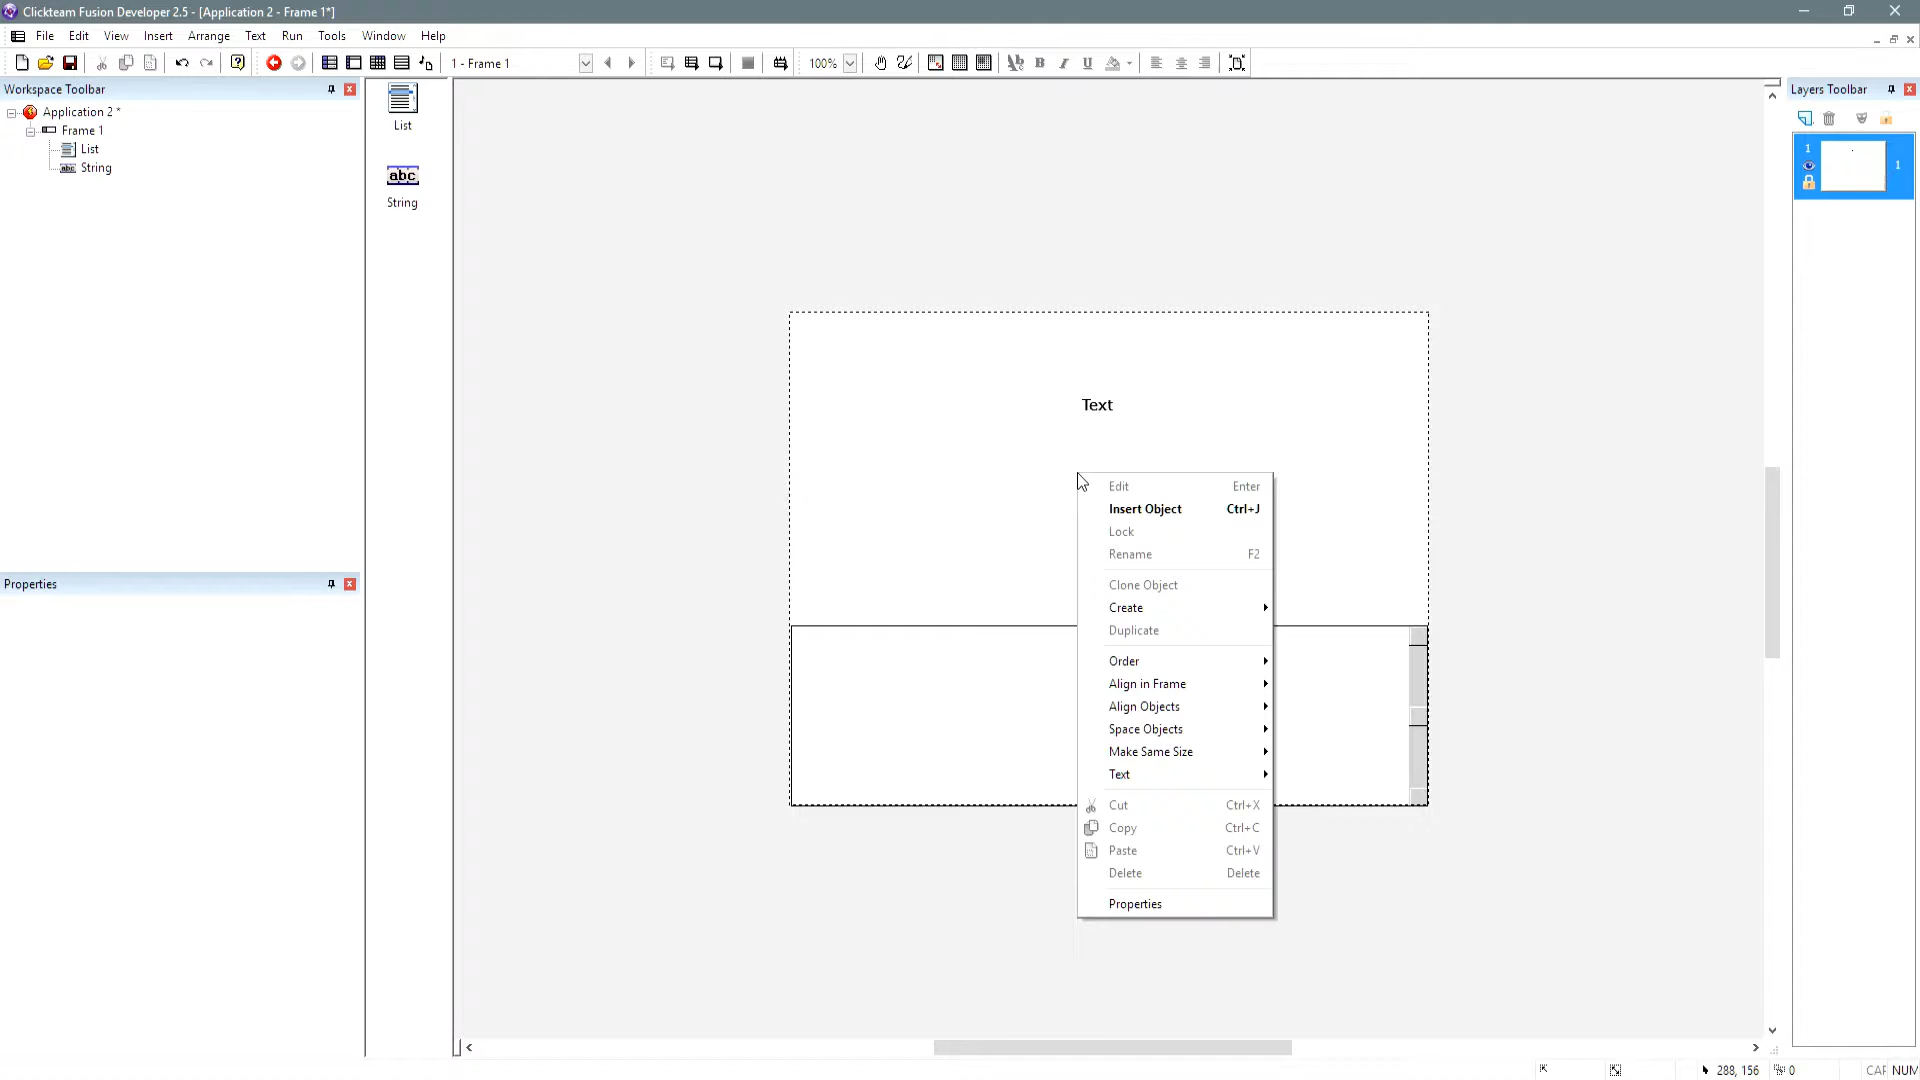 Clickteam Fusion Developer 2.5 - [Application 2 - Frame 1*]
File Edit View Insert Arrange Text Run Tools Window Help
1 - Frame 1
100%
Workspace Toolbar
Application 2 *
Frame 1
List
String
Properties
List
abc
String
Text
Edit Enter
Insert Object Ctrl+J
Lock
Rename F2
Clone Object
Create
Duplicate
Order
Align in Frame
Align Objects
Space Objects
Make Same Size
Text
Cut Ctrl+X
Copy Ctrl+C
Paste Ctrl+V
Delete Delete
Properties
Layers Toolbar
1
1
288, 156
0
CAP NUM